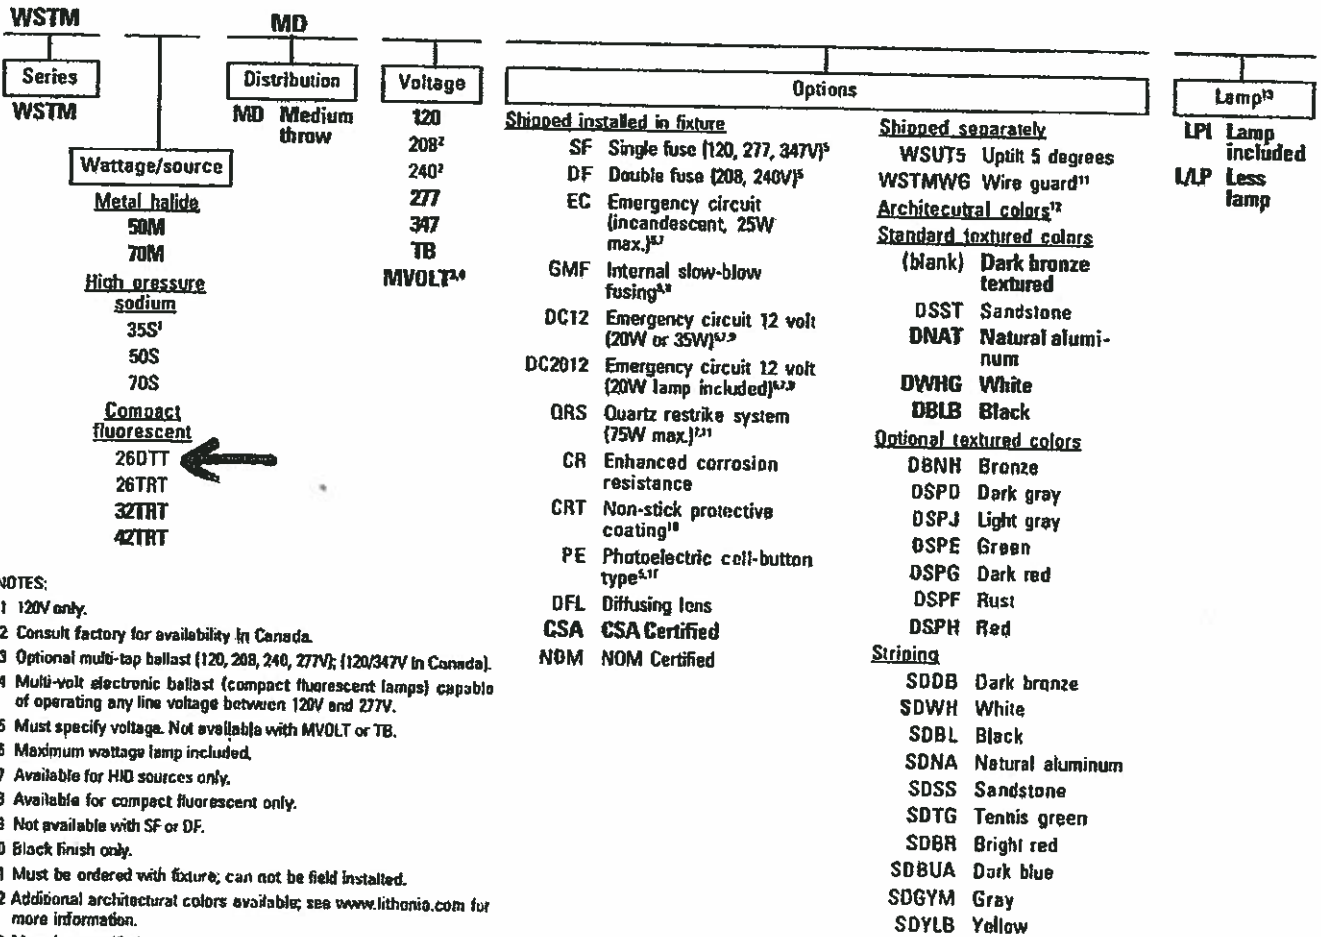 WSTM
MD
Series
WSTM
Wattage/source
Metal halide
50M
70M
High pressure
sodium
35S¹
50S
70S
Compact
fluorescent
26DTT
26TRT
32TRT
42TRT
Distribution
MD Medium
throw
Voltage
120
208²
240²
277
347
TB
MVOLT³,⁴
Options
Shipped installed in fixture
SF Single fuse (120, 277, 347V)⁵
DF Double fuse (208, 240V)⁵
EC Emergency circuit
(incandescent, 25W
max.)
GMF Internal slow-blow
fusing
DC12 Emergency circuit 12 volt
(20W or 35W)
DC2012 Emergency circuit 12 volt
(20W lamp included)
QRS Quartz restrike system
(75W max.)
CR Enhanced corrosion
resistance
CRT Non-stick protective
coating¹⁰
PE Photoelectric cell-button
type⁵,¹¹
DFL Diffusing lens
CSA CSA Certified
NOM NOM Certified
Shipped separately
WSUT5 Uptilt 5 degrees
WSTMWG Wire guard¹¹
Architecutral colors¹²
Standard textured colors
(blank) Dark bronze
textured
DSST Sandstone
DNAT Natural alumi-
num
DWHG White
DBLB Black
Optional textured colors
DBNH Bronze
DSPD Dark gray
DSPJ Light gray
DSPE Green
DSPG Dark red
DSPF Rust
DSPH Red
Striping
SDDB Dark bronze
SDWH White
SDBL Black
SDNA Natural aluminum
SDSS Sandstone
SDTG Tennis green
SDBR Bright red
SDBUA Dark blue
SDGYM Gray
SDYLB Yellow
Lamp¹³
LPI Lamp
included
L/LP Less
lamp
NOTES:
1 120V only.
2 Consult factory for availability in Canada.
3 Optional multi-tap ballast (120, 208, 240, 277V); (120/347V in Canada).
4 Multi-volt electronic ballast (compact fluorescent lamps) capable
of operating any line voltage between 120V and 277V.
5 Must specify voltage. Not available with MVOLT or TB.
6 Maximum wattage lamp included.
7 Available for HID sources only.
8 Available for compact fluorescent only.
9 Not available with SF or DF.
0 Black finish only.
1 Must be ordered with fixture; can not be field installed.
2 Additional architectural colors available; see www.lithonia.com for
more information.